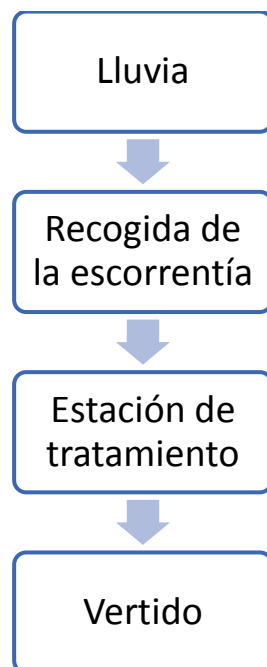 Lluvia
Recogida de
la escorrentía
Estación de
tratamiento
Vertido